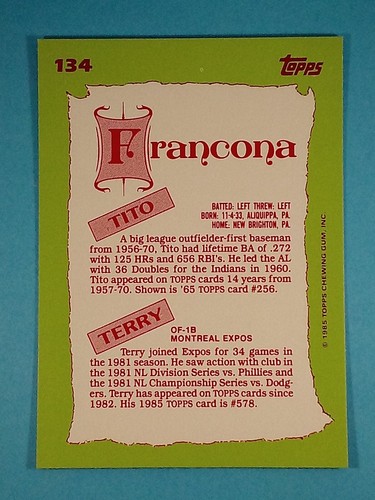 134
topps
Francona
TITO
BATTED: LEFT THREW: LEFT
BORN: 11-4-33, ALIQUIPPA, PA.
HOME: NEW BRIGHTON, PA.
A big league outfielder-first baseman
from 1956-70, Tito had lifetime BA of .272
with 125 HRs and 656 RBI's. He led the AL
with 36 Doubles for the Indians in 1960.
Tito appeared on TOPPS cards 14 years from
1957-70. Shown is '65 TOPPS card #256.
TERRY
OF-1B
MONTREAL EXPOS
Terry joined Expos for 34 games in
the 1981 season. He saw action with club in
the 1981 NL Division Series vs. Phillies and
the 1981 NL Championship Series vs. Dodg-
ers. Terry has appeared on TOPPS cards since
1982. His 1985 TOPPS card is #578.
© 1985 TOPPS CHEWING GUM, INC.